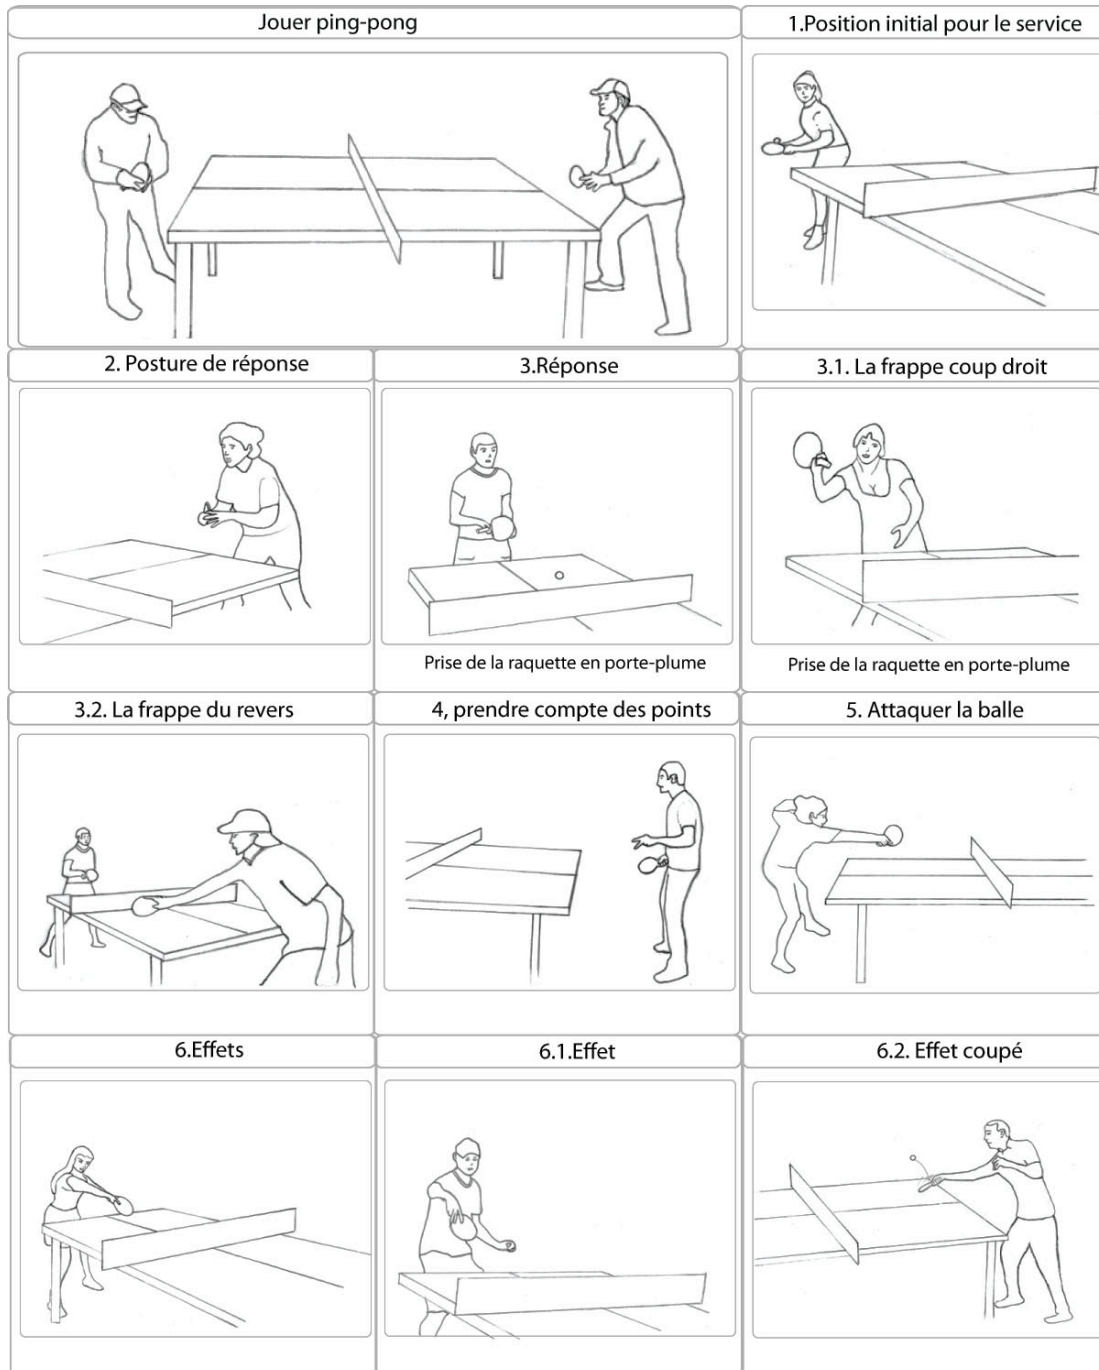 Jouer ping-pong
1.Position initial pour le service
2. Posture de réponse
3.Réponse
3.1. La frappe coup droit
Prise de la raquette en porte-plume
Prise de la raquette en porte-plume
3.2. La frappe du revers
4, prendre compte des points
5. Attaquer la balle
6.Effets
6.1.Effet
6.2. Effet coupé